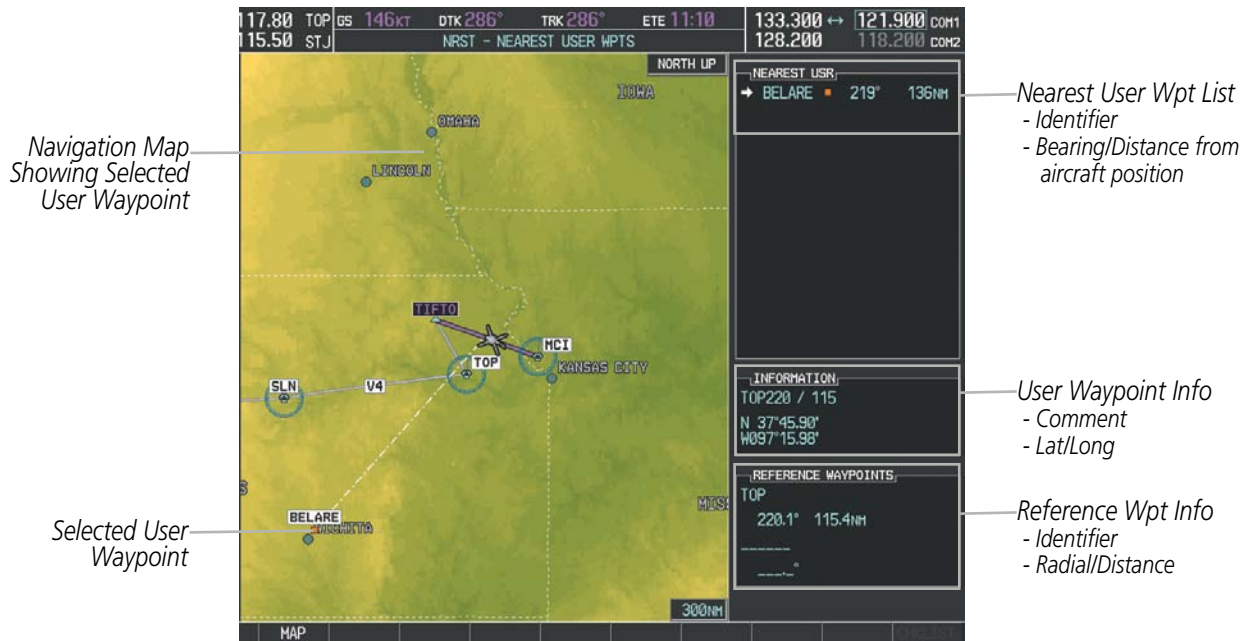 117.80 TOP GS 146KT DTK 286° TRK 286° ETE 11:10 133.300 ↔ 121.900 COM1
115.50 STJ NRST - NEAREST USER WPTS 128.200 118.200 COM2
NORTH UP
IOWA
OMAHA
LINCOLN
TIFTO
MCI
TOP
KANSAS CITY
SLN
V4
S
MISS
BELARE
WICHITA
300NM
NEAREST USR
BELARE 219° 136NM
INFORMATION
TOP220 / 115
N 37°45.90'
W097°15.98'
REFERENCE WAYPOINTS
TOP
220.1° 115.4NM
______
___._°
MAP
CHKLIST
Navigation Map
Showing Selected
User Waypoint
Selected User
Waypoint
Nearest User Wpt List
- Identifier
- Bearing/Distance from
aircraft position
User Waypoint Info
- Comment
- Lat/Long
Reference Wpt Info
- Identifier
- Radial/Distance